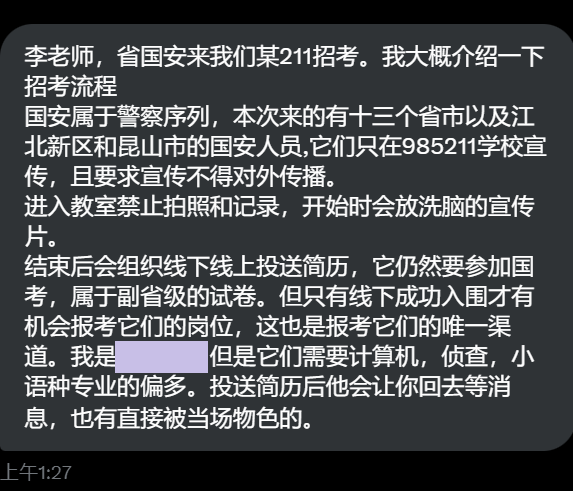 李老师，省国安来我们某211招考。我大概介绍一下
招考流程
国安属于警察序列，本次来的有十三个省市以及江
北新区和昆山市的国安人员,它们只在985211学校宣
传，且要求宣传不得对外传播。
进入教室禁止拍照和记录，开始时会放洗脑的宣传
片。
结束后会组织线下线上投送简历，它仍然要参加国
考，属于副省级的试卷。但只有线下成功入围才有
机会报考它们的岗位，这也是报考它们的唯一渠
道。我是 但是它们需要计算机，侦查，小
语种专业的偏多。投送简历后他会让你回去等消
息，也有直接被当场物色的。
上午1:27